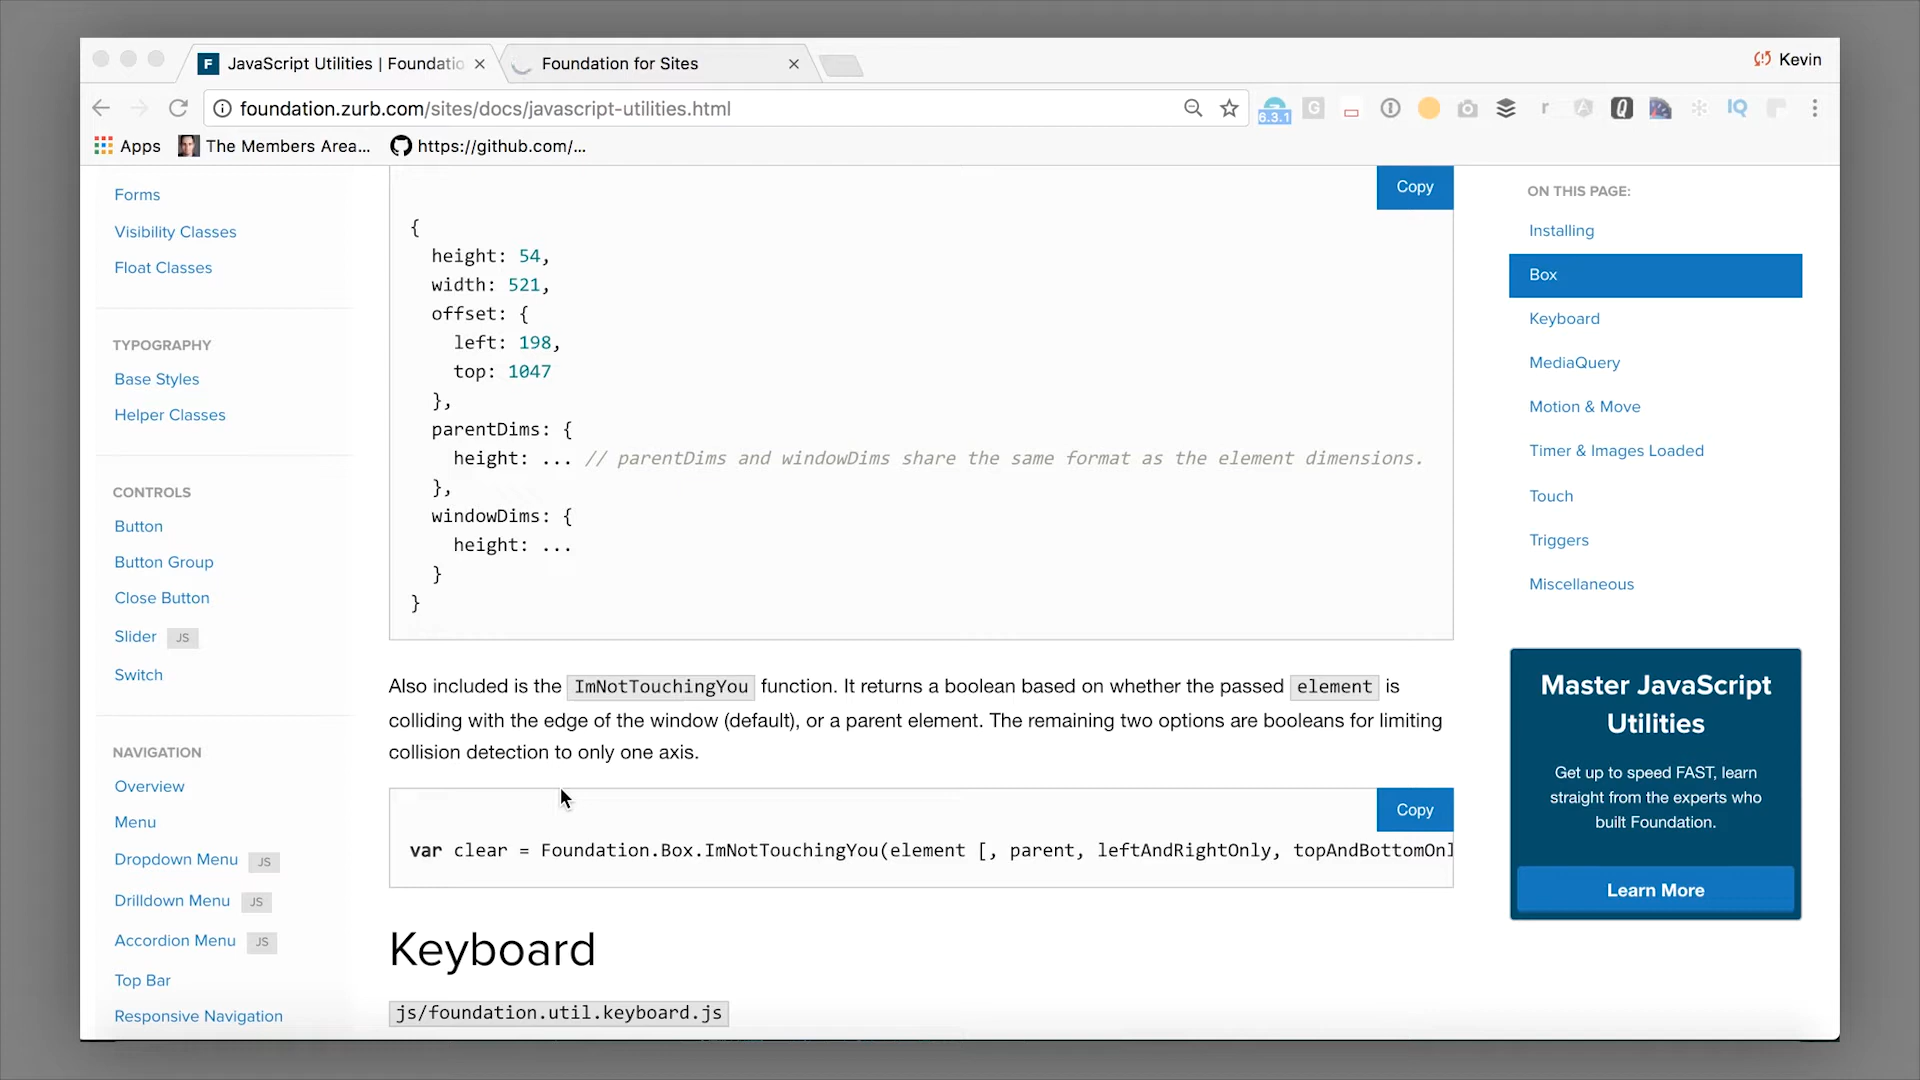 F JavaScript Utilities | Foundatio
Foundation for Sites
Kevin
foundation.zurb.com/sites/docs/javascript-utilities.html
6.3.1
G
r
Q
IQ
Apps
The Members Area...
https://github.com/...
Forms
Visibility Classes
Float Classes
TYPOGRAPHY
Base Styles
Helper Classes
CONTROLS
Button
Button Group
Close Button
Slider JS
Switch
NAVIGATION
Overview
Menu
Dropdown Menu JS
Drilldown Menu JS
Accordion Menu JS
Top Bar
Responsive Navigation
Copy
{
height: 54,
width: 521,
offset: {
left: 198,
top: 1047
},
parentDims: {
height: ... // parentDims and windowDims share the same format as the element dimensions.
},
windowDims: {
height: ...
}
}
Also included is the ImNotTouchingYou function. It returns a boolean based on whether the passed element is
colliding with the edge of the window (default), or a parent element. The remaining two options are booleans for limiting
collision detection to only one axis.
Copy
var clear = Foundation.Box.ImNotTouchingYou(element [, parent, leftAndRightOnly, topAndBottomOnl
Keyboard
js/foundation.util.keyboard.js
ON THIS PAGE:
Installing
Box
Keyboard
MediaQuery
Motion & Move
Timer & Images Loaded
Touch
Triggers
Miscellaneous
Master JavaScript
Utilities
Get up to speed FAST, learn
straight from the experts who
built Foundation.
Learn More